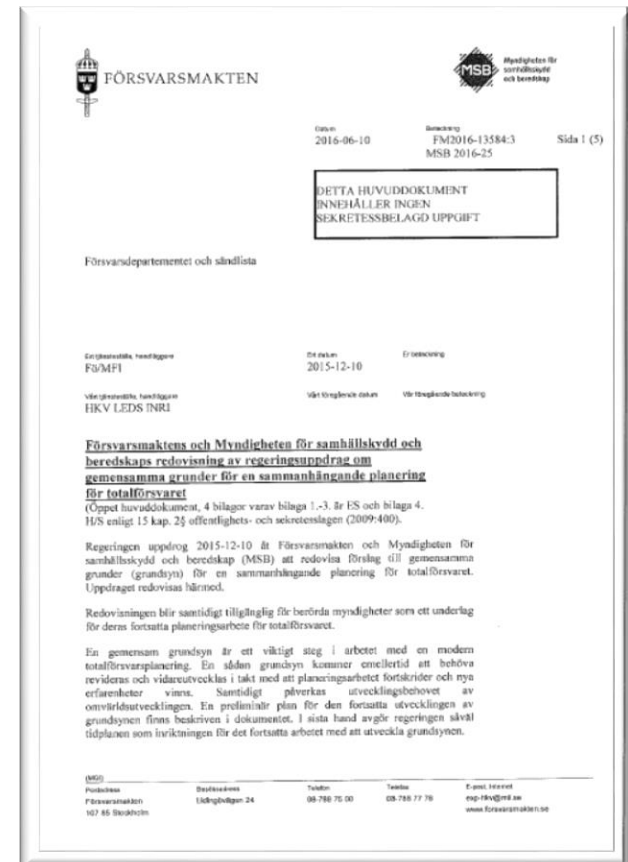 FÖRSVARSMAKTEN
MSB
Myndigheten för
samhällsskydd
och beredskap
Datum
2016-06-10
Beteckning
FM2016-13584:3
MSB 2016-25
Sida 1 (5)
DETTA HUVUDDOKUMENT
INNEHÅLLER INGEN
SEKRETESSBELAGD UPPGIFT
Försvarsdepartementet och sändlista
Ert tjänsteställe, handläggare
Fö/MFI
Ert datum
2015-12-10
Er beteckning
Vårt tjänsteställe, handläggare
HKV LEDS INRI
Vårt föregående datum
Vår föregående beteckning
Försvarsmaktens och Myndigheten för samhällskydd och
beredskaps redovisning av regeringsuppdrag om
gemensamma grunder för en sammanhängande planering
för totalförsvaret
(Öppet huvuddokument, 4 bilagor varav bilaga 1.-3. är ES och bilaga 4.
H/S enligt 15 kap. 2§ offentlighets- och sekretesslagen (2009:400).
Regeringen uppdrog 2015-12-10 åt Försvarsmakten och Myndigheten för
samhällsskydd och beredskap (MSB) att redovisa förslag till gemensamma
grunder (grundsyn) för en sammanhängande planering för totalförsvaret.
Uppdraget redovisas härmed.
Redovisningen blir samtidigt tillgänglig för berörda myndigheter som ett underlag
för deras fortsatta planeringsarbete för totalförsvaret.
En gemensam grundsyn är ett viktigt steg i arbetet med en modern
totalförsvarsplanering. En sådan grundsyn kommer emellertid att behöva
revideras och vidareutvecklas i takt med att planeringsarbetet fortskrider och nya
erfarenheter vinns. Samtidigt påverkas utvecklingsbehovet av
omvärldsutvecklingen. En preliminär plan för den fortsatta utvecklingen av
grundsynen finns beskriven i dokumentet. I sista hand avgör regeringen såväl
tidplanen som inriktningen för det fortsatta arbetet med att utveckla grundsynen.
(MGI)
Postadress
Försvarsmakten
107 85 Stockholm
Besöksadress
Lidingövägen 24
Telefon
08-788 75 00
Telefax
08-788 77 78
E-post, Internet
exp-hkv@mil.se
www.forsvarsmakten.se